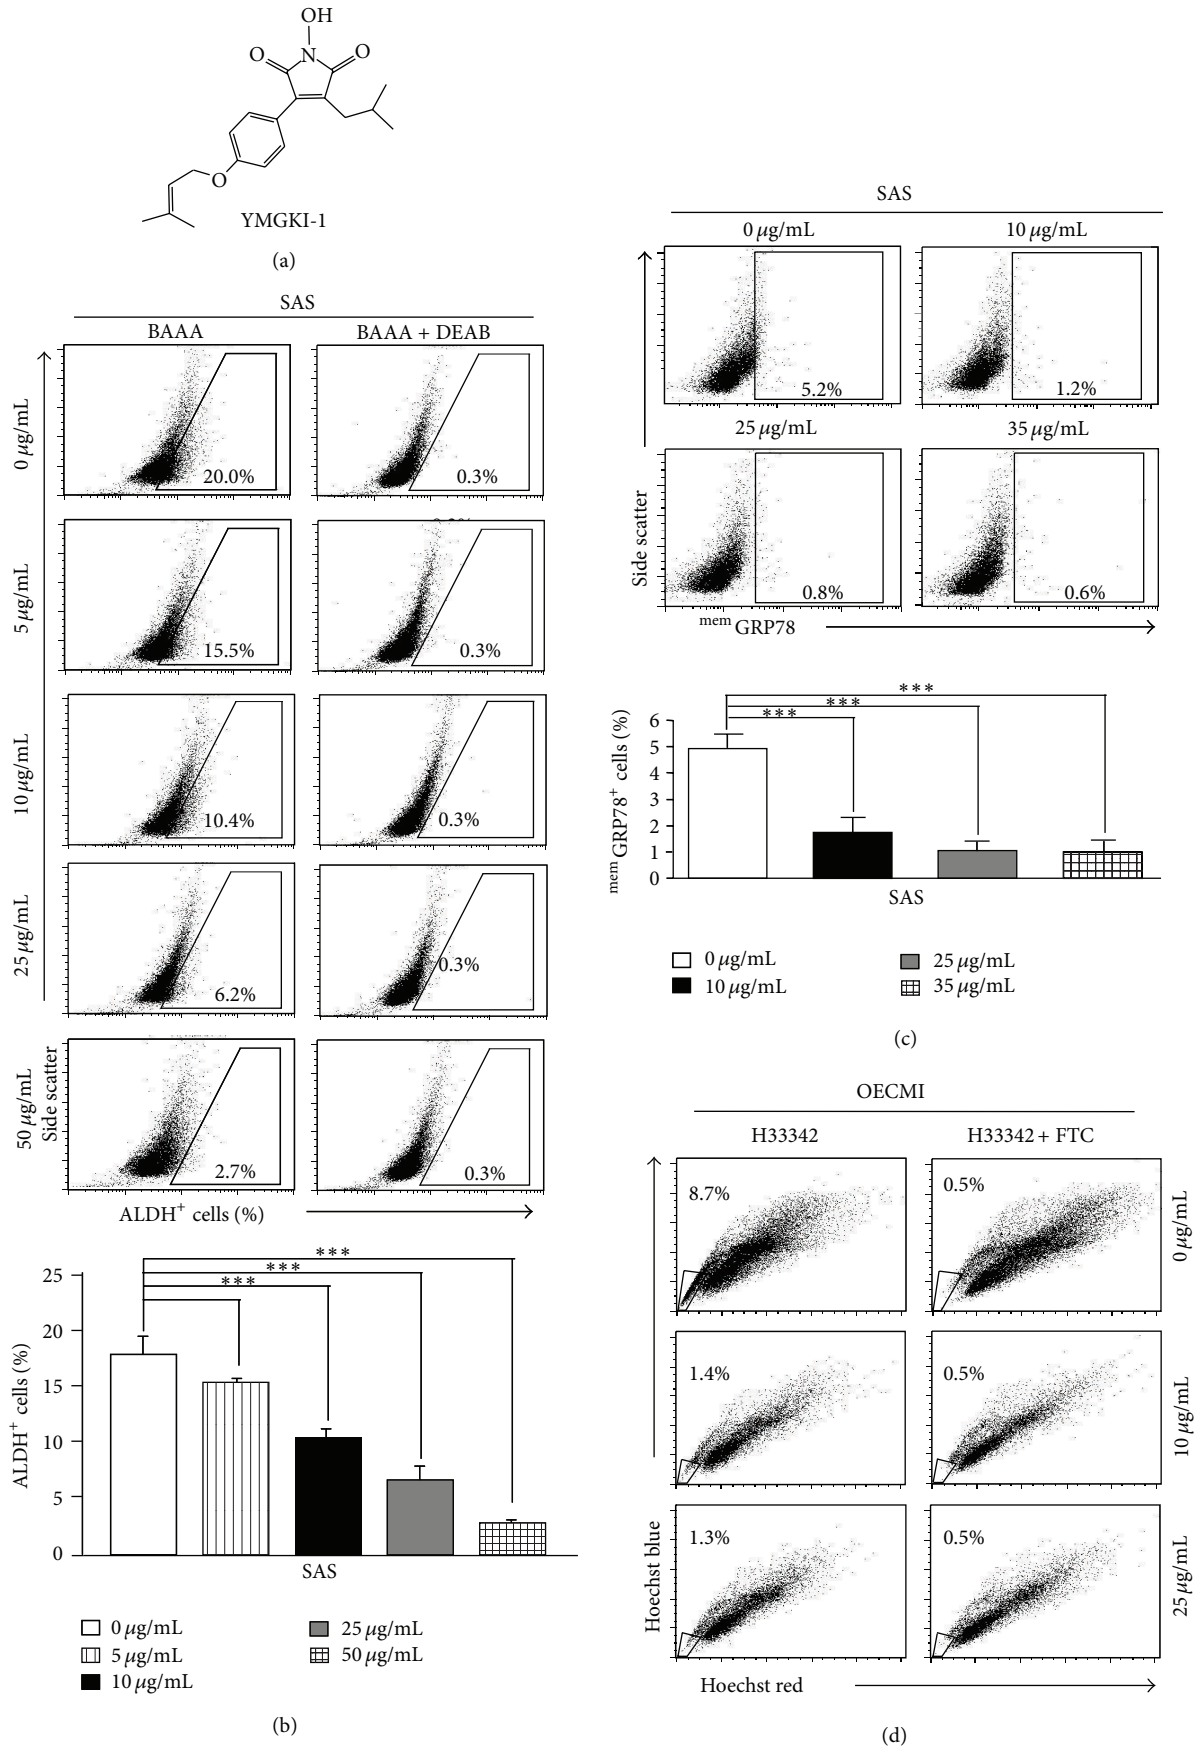 OH
N
O
O
O
YMGKI-1
(a)
SAS
BAAA
BAAA + DEAB
0 μg/mL
20.0%
0.3%
5 μg/mL
15.5%
0.3%
10 μg/mL
10.4%
0.3%
25 μg/mL
6.2%
0.3%
50 μg/mL
Side scatter
2.7%
0.3%
ALDH+ cells (%)
***
***
***
25
20
15
10
5
0
ALDH+ cells (%)
SAS
0 μg/mL
5 μg/mL
10 μg/mL
25 μg/mL
50 μg/mL
(b)
SAS
0 μg/mL
10 μg/mL
5.2%
1.2%
25 μg/mL
35 μg/mL
0.8%
0.6%
Side scatter
memGRP78
***
***
***
6
5
4
3
2
1
0
memGRP78+ cells (%)
SAS
0 μg/mL
10 μg/mL
25 μg/mL
35 μg/mL
(c)
OECMI
H33342
H33342 + FTC
8.7%
0.5%
0 μg/mL
1.4%
0.5%
10 μg/mL
1.3%
0.5%
25 μg/mL
Hoechst blue
Hoechst red
(d)